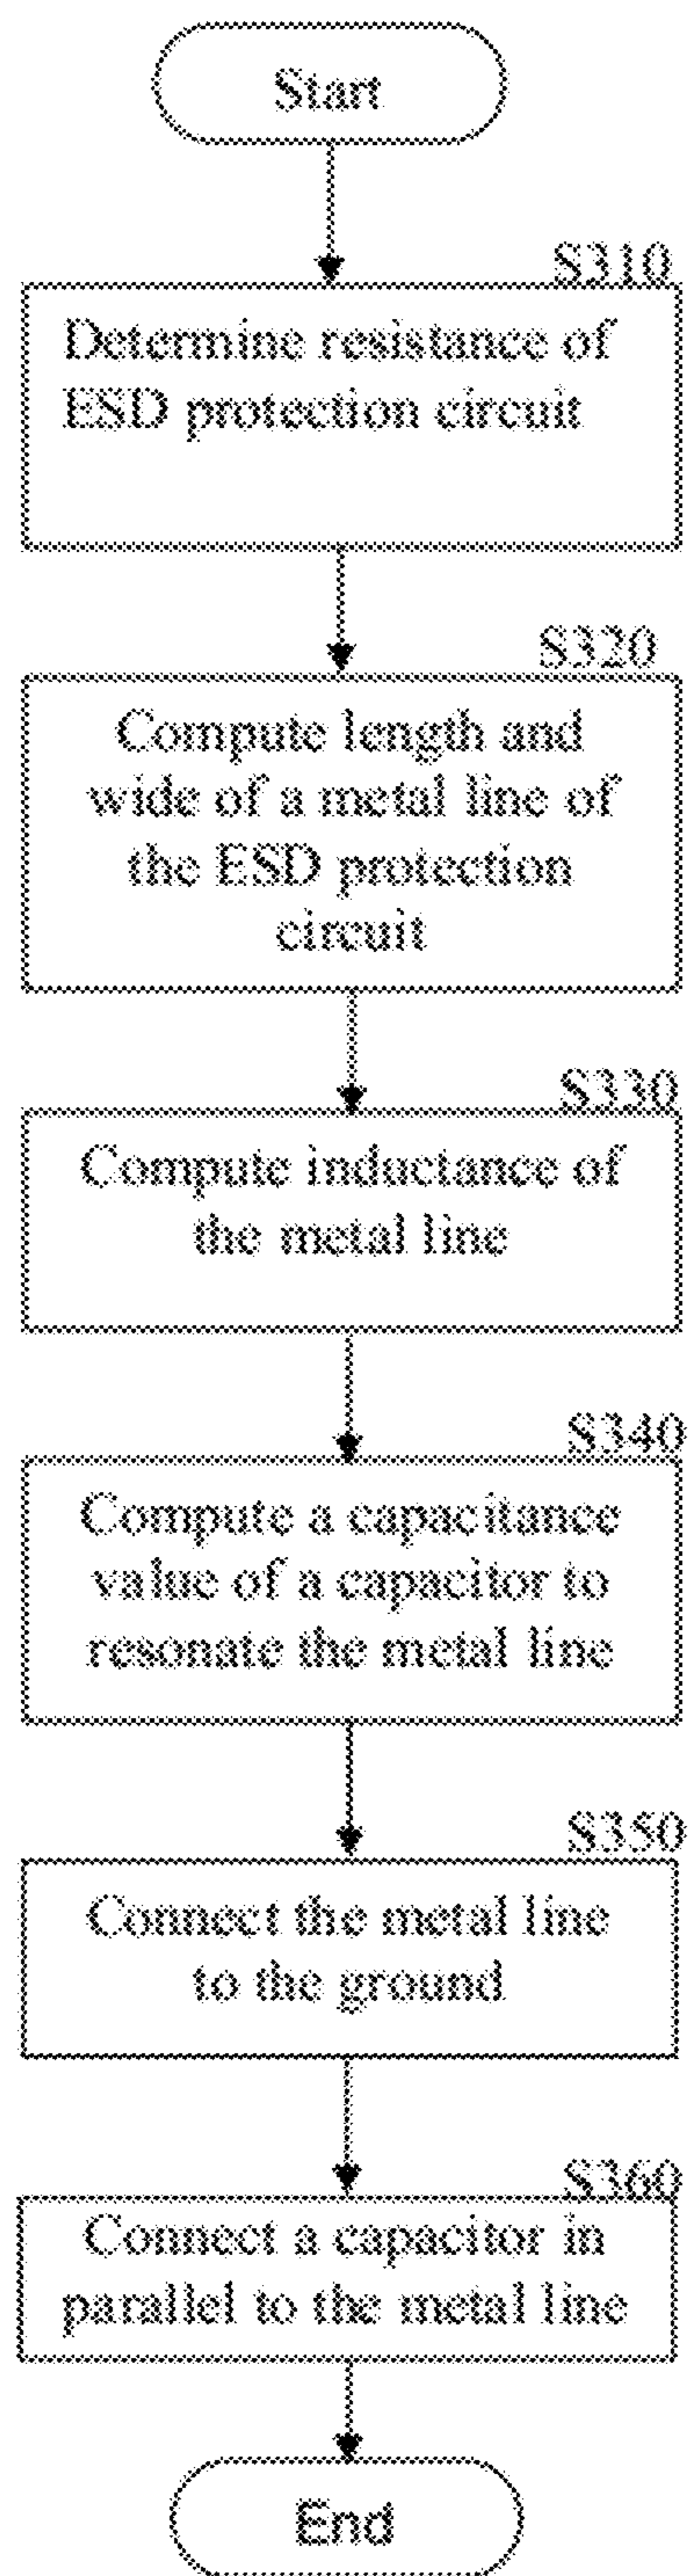 Start
S310
Determine resistance of
ESD protection circuit
S320
Compute length and
wide of a metal line of
the ESD protection
circuit
S330
Compute inductance of
the metal line
S340
Compute a capacitance
value of a capacitor to
resonate the metal line
S350
Connect the metal line
to the ground
S360
Connect a capacitor in
parallel to the metal line
End